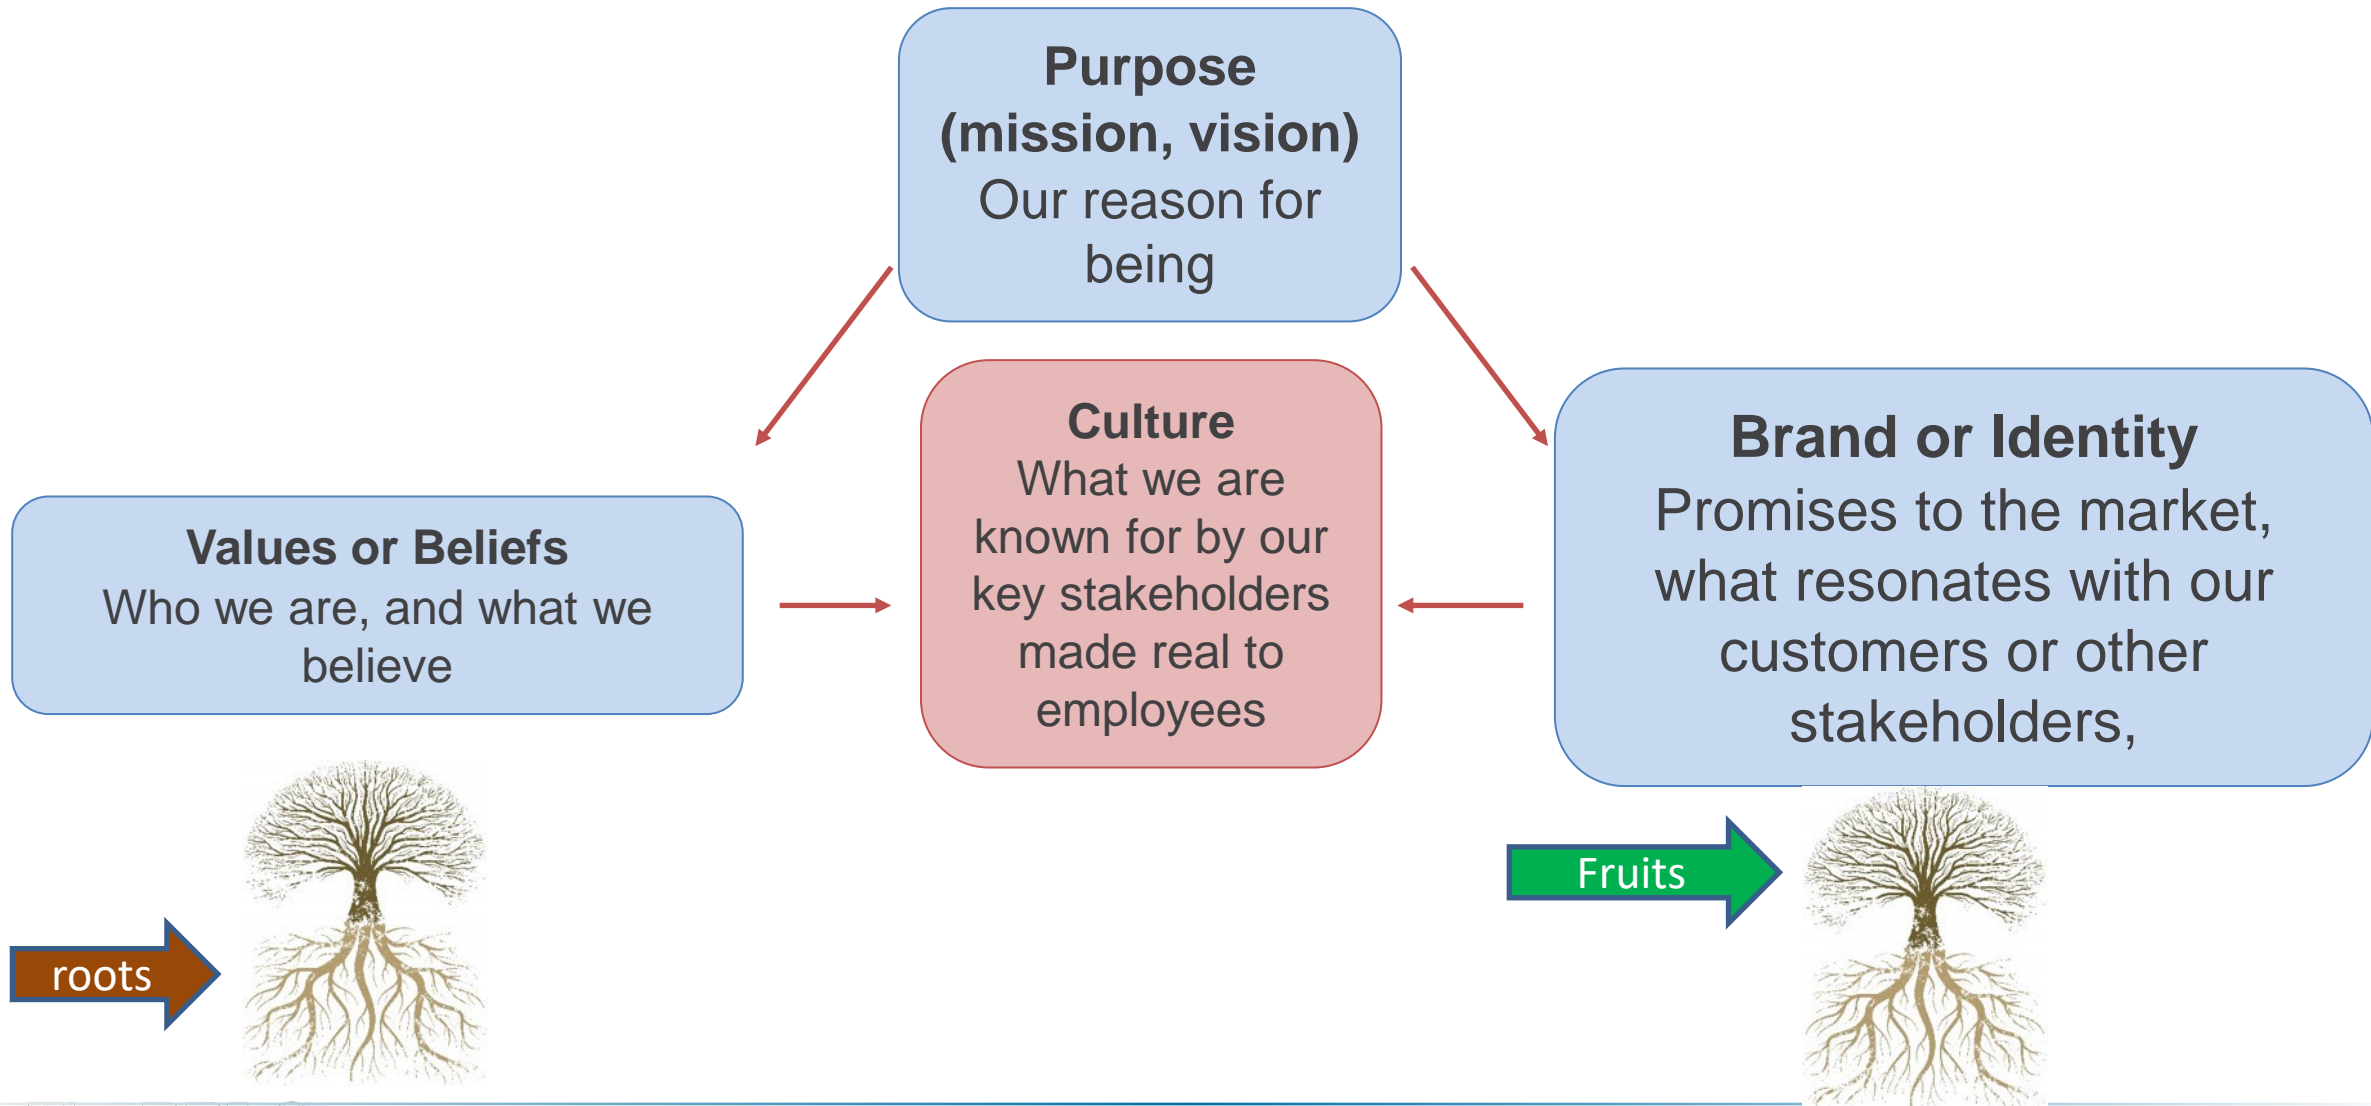 Purpose
(mission, vision)
Our reason for
being
Culture
What we are
known for by our
key stakeholders
made real to
employees
Brand or Identity
Promises to the market,
what resonates with our
customers or other
stakeholders,
Values or Beliefs
Who we are, and what we
believe
Fruits
roots